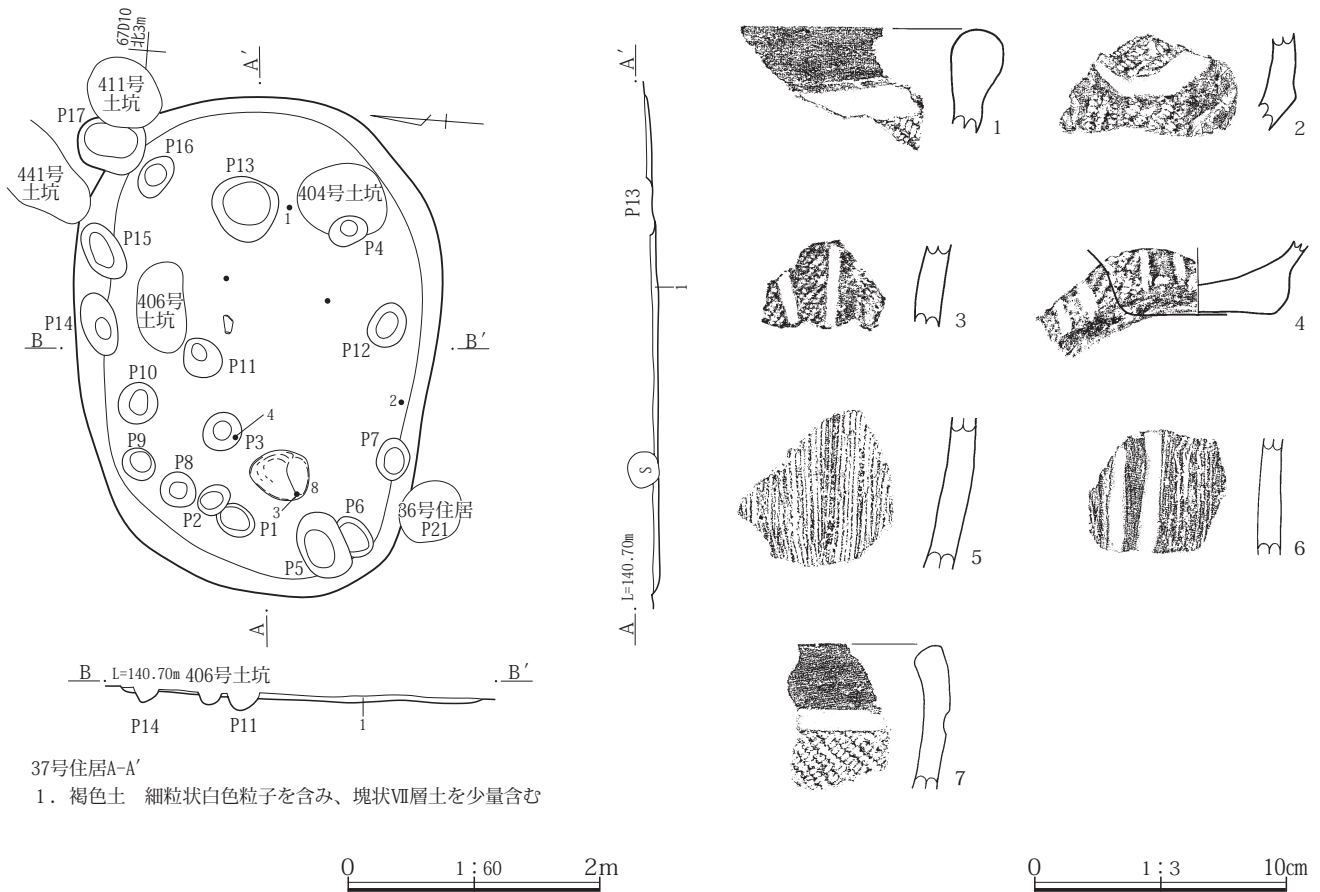 67D10
北3m
A′
411号
土坑
P17
P16
441号
土坑
P13
404号土坑
1
P4
P15
406号
土坑
P14
B
B′
P12
P11
P10
2
4
P3
P9
P7
P8
8
3
P2
P1
P6
36号住居
P21
P5
A
A′
P13
1
S
L=140.70m
A
B
L=140.70m
406号土坑
B′
P14
P11
1
37号住居A-A′
1. 褐色土 細粒状白色粒子を含み、塊状Ⅶ層土を少量含む
0
1:60
2m
1
2
3
4
5
6
7
0
1:3
10cm